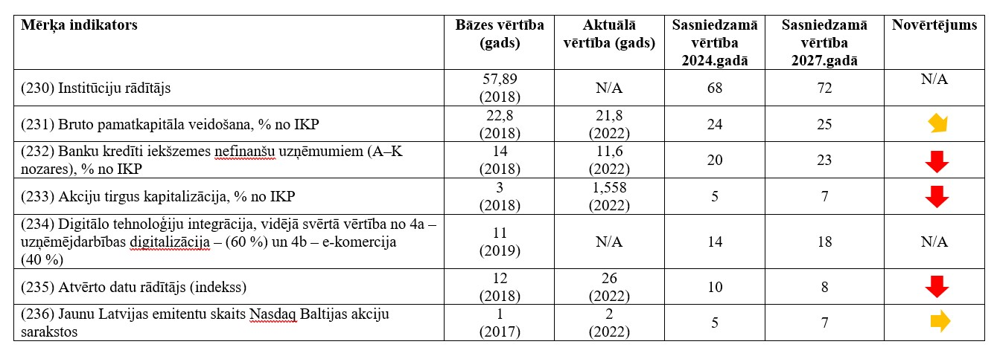 Mērķa indikators
Bāzes vērtība
(gads)
Aktuālā
vērtība (gads)
Sasniedzamā
vērtība
2024.gadā
Sasniedzamā
vērtība
2027.gadā
Novērtējums
(230) Institūciju rādītājs
57,89
(2018)
N/A
68
72
N/A
(231) Bruto pamatkapitāla veidošana, % no IKP
22,8
(2018)
21,8
(2022)
24
25
(232) Banku kredīti iekšzemes nefinanšu uzņēmumiem (A–K
nozares), % no IKP
14
(2018)
11,6
(2022)
20
23
(233) Akciju tirgus kapitalizācija, % no IKP
3
(2018)
1,558
(2022)
5
7
(234) Digitālo tehnoloģiju integrācija, vidējā svērtā vērtība no 4a –
uzņēmējdarbības digitalizācija – (60 %) un 4b – e-komercija
(40 %)
11
(2019)
N/A
14
18
N/A
(235) Atvērto datu rādītājs (indekss)
12
(2018)
26
(2022)
10
8
(236) Jaunu Latvijas emitentu skaits Nasdaq Baltijas akciju
sarakstos
1
(2017)
2
(2022)
5
7